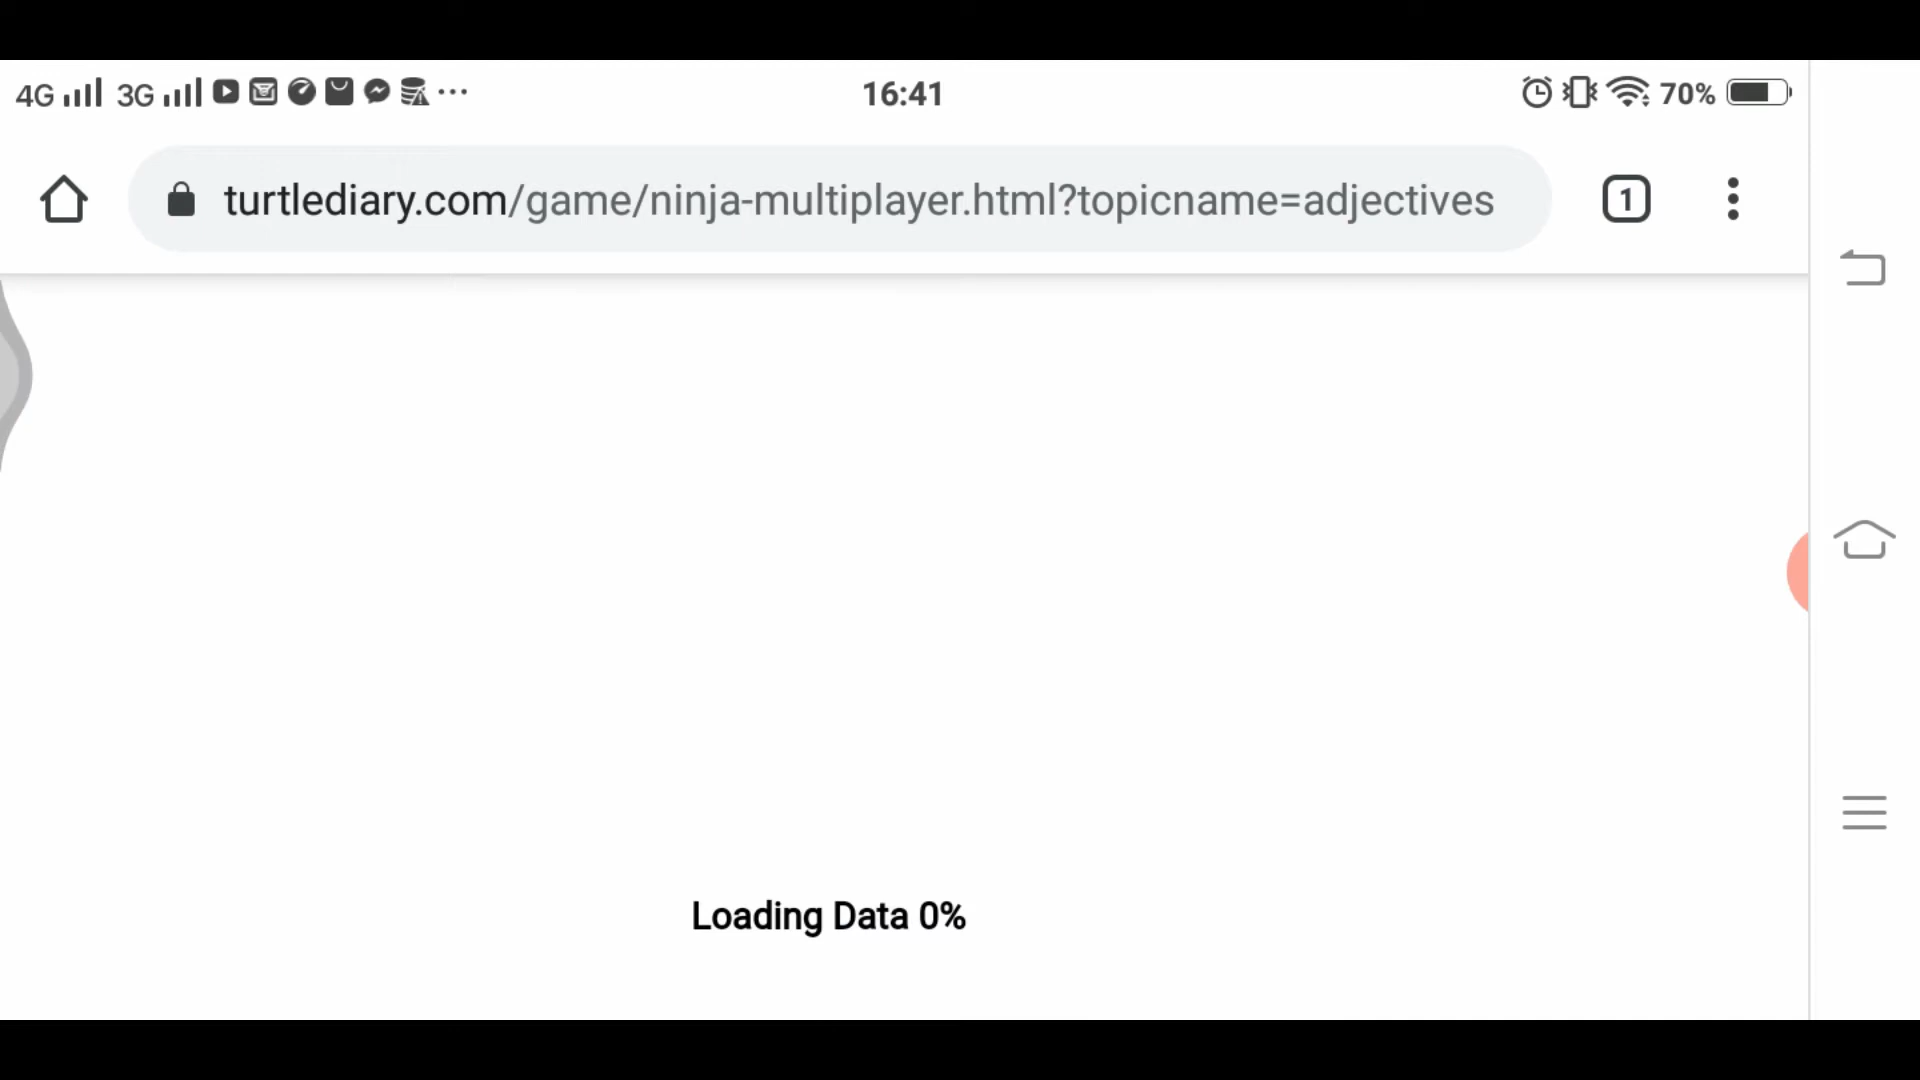 4G 3G 16:41 70%
turtlediary.com/game/ninja-multiplayer.html?topicname=adjectives 1
Loading Data 0%